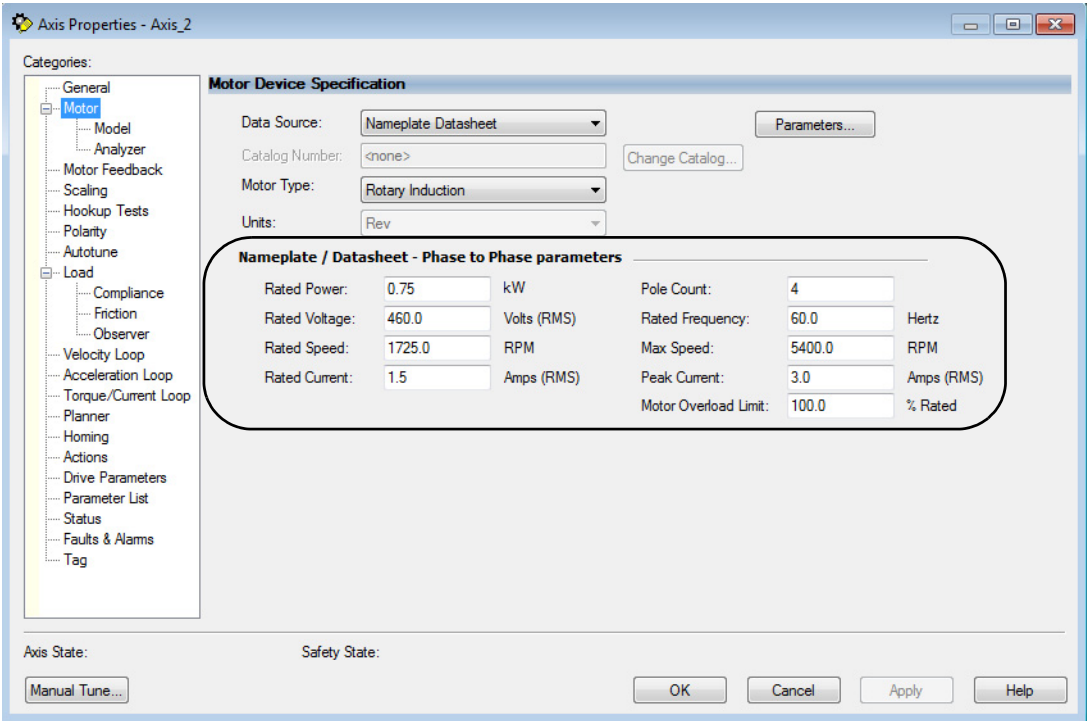 Axis Properties - Axis_2
Categories:
General
Motor
Model
Analyzer
Motor Feedback
Scaling
Hookup Tests
Polarity
Autotune
Load
Compliance
Friction
Observer
Velocity Loop
Acceleration Loop
Torque/Current Loop
Planner
Homing
Actions
Drive Parameters
Parameter List
Status
Faults & Alarms
Tag
Motor Device Specification
Data Source: Nameplate Datasheet Parameters...
Catalog Number: <none> Change Catalog...
Motor Type: Rotary Induction
Units: Rev
Nameplate / Datasheet - Phase to Phase parameters
Rated Power: 0.75 kW Pole Count: 4
Rated Voltage: 460.0 Volts (RMS) Rated Frequency: 60.0 Hertz
Rated Speed: 1725.0 RPM Max Speed: 5400.0 RPM
Rated Current: 1.5 Amps (RMS) Peak Current: 3.0 Amps (RMS)
Motor Overload Limit: 100.0 % Rated
Axis State: Safety State:
Manual Tune... OK Cancel Apply Help